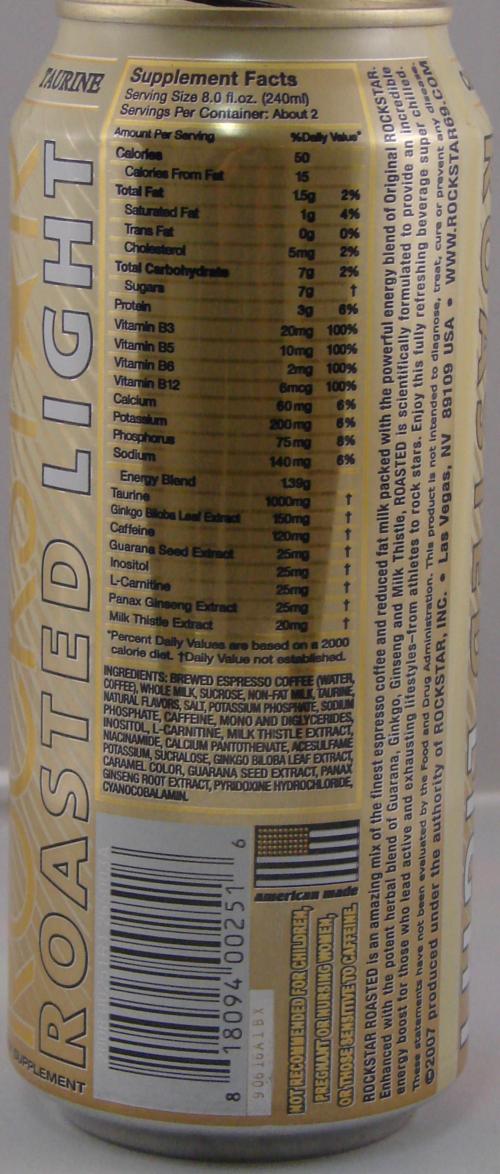 TAURINE
ROASTED LIGHT
SUPPLEMENT
Supplement Facts
Serving Size 8.0 fl.oz. (240ml)
Servings Per Container: About 2
Amount Per Serving %Daily Value*
Calories 50
Calories From Fat 15
Total Fat 1.5g 2%
Saturated Fat 1g 4%
Trans Fat 0g 0%
Cholesterol 5mg 2%
Total Carbohydrate 7g 2%
Sugars 7g †
Protein 3g 6%
Vitamin B3 20mg 100%
Vitamin B5 10mg 100%
Vitamin B6 2mg 100%
Vitamin B12 6mcg 100%
Calcium 60mg 6%
Potassium 200mg 6%
Phosphorus 75mg 8%
Sodium 140mg 6%
Energy Blend 1.39g
Taurine 1000mg †
Ginkgo Biloba Leaf Extract 150mg †
Caffeine 120mg †
Guarana Seed Extract 25mg †
Inositol 25mg †
L-Carnitine 25mg †
Panax Ginseng Extract 25mg †
Milk Thistle Extract 20mg †
*Percent Daily Values are based on a 2000
calorie diet. †Daily Value not established.
INGREDIENTS: BREWED ESPRESSO COFFEE (WATER,
COFFEE), WHOLE MILK, SUCROSE, NON-FAT MILK, TAURINE,
NATURAL FLAVORS, SALT, POTASSIUM PHOSPHATE, SODIUM
PHOSPHATE, CAFFEINE, MONO AND DIGLYCERIDES,
INOSITOL, L-CARNITINE, MILK THISTLE EXTRACT,
NIACINAMIDE, CALCIUM PANTOTHENATE, ACESULFAME
POTASSIUM, SUCRALOSE, GINKGO BILOBA LEAF EXTRACT,
CARAMEL COLOR, GUARANA SEED EXTRACT, PANAX
GINSENG ROOT EXTRACT, PYRIDOXINE HYDROCHLORIDE,
CYANOCOBALAMIN.
8 18094 00251 6
90616A1BX
american made
NOT RECOMMENDED FOR CHILDREN,
PREGNANT OR NURSING WOMEN,
OR THOSE SENSITIVE TO CAFFEINE.
ROCKSTAR ROASTED is an amazing mix of the finest espresso coffee and reduced fat milk packed with the powerful energy blend of Original ROCKSTAR.
Enhanced with the potent herbal blend of Guarana, Ginkgo, Ginseng and Milk Thistle, ROASTED is scientifically formulated to provide an incredible
energy boost for those who lead active and exhausting lifestyles–from athletes to rock stars. Enjoy this fully refreshing beverage super chilled.
These statements have not been evaluated by the Food and Drug Administration. This product is not intended to diagnose, treat, cure or prevent any disease.
©2007 produced under the authority of ROCKSTAR, INC. • Las Vegas, NV 89109 USA • WWW.ROCKSTAR69.COM